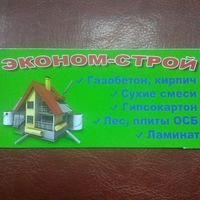 ЭКОНОМ-СТРОЙ
Газобетон, кирпич
Сухие смеси
Гипсокартон
Лес, плиты ОСБ
Ламинат